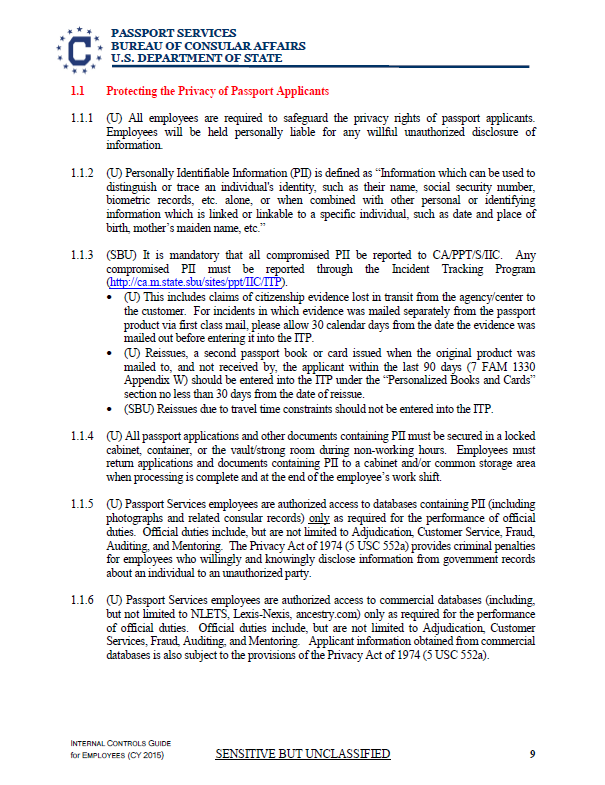 C
PASSPORT SERVICES
BUREAU OF CONSULAR AFFAIRS
U.S. DEPARTMENT OF STATE
1.1 Protecting the Privacy of Passport Applicants
1.1.1 (U) All employees are required to safeguard the privacy rights of passport applicants.
Employees will be held personally liable for any willful unauthorized disclosure of
information.
1.1.2 (U) Personally Identifiable Information (PII) is defined as “Information which can be used to
distinguish or trace an individual's identity, such as their name, social security number,
biometric records, etc. alone, or when combined with other personal or identifying
information which is linked or linkable to a specific individual, such as date and place of
birth, mother’s maiden name, etc.”
1.1.3 (SBU) It is mandatory that all compromised PII be reported to CA/PPT/S/IIC. Any
compromised PII must be reported through the Incident Tracking Program
(http://ca.m.state.sbu/sites/ppt/IIC/ITP).
• (U) This includes claims of citizenship evidence lost in transit from the agency/center to
the customer. For incidents in which evidence was mailed separately from the passport
product via first class mail, please allow 30 calendar days from the date the evidence was
mailed out before entering it into the ITP.
• (U) Reissues, a second passport book or card issued when the original product was
mailed to, and not received by, the applicant within the last 90 days (7 FAM 1330
Appendix W) should be entered into the ITP under the “Personalized Books and Cards”
section no less than 30 days from the date of reissue.
• (SBU) Reissues due to travel time constraints should not be entered into the ITP.
1.1.4 (U) All passport applications and other documents containing PII must be secured in a locked
cabinet, container, or the vault/strong room during non-working hours. Employees must
return applications and documents containing PII to a cabinet and/or common storage area
when processing is complete and at the end of the employee’s work shift.
1.1.5 (U) Passport Services employees are authorized access to databases containing PII (including
photographs and related consular records) only as required for the performance of official
duties. Official duties include, but are not limited to Adjudication, Customer Service, Fraud,
Auditing, and Mentoring. The Privacy Act of 1974 (5 USC 552a) provides criminal penalties
for employees who willingly and knowingly disclose information from government records
about an individual to an unauthorized party.
1.1.6 (U) Passport Services employees are authorized access to commercial databases (including,
but not limited to NLETS, Lexis-Nexis, ancestry.com) only as required for the performance
of official duties. Official duties include, but are not limited to Adjudication, Customer
Services, Fraud, Auditing, and Mentoring. Applicant information obtained from commercial
databases is also subject to the provisions of the Privacy Act of 1974 (5 USC 552a).
INTERNAL CONTROLS GUIDE
for EMPLOYEES (CY 2015) SENSITIVE BUT UNCLASSIFIED 9